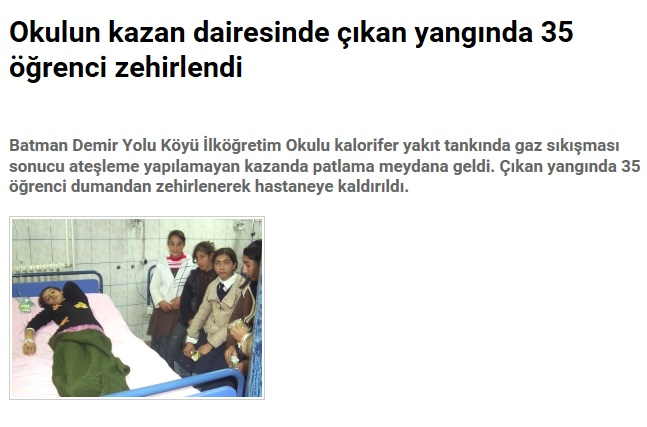 Okulun kazan dairesinde çıkan yangında 35
öğrenci zehirlendi
Batman Demir Yolu Köyü İlköğretim Okulu kalorifer yakıt tankında gaz sıkışması
sonucu ateşleme yapılamayan kazanda patlama meydana geldi. Çıkan yangında 35
öğrenci dumandan zehirlenerek hastaneye kaldırıldı.